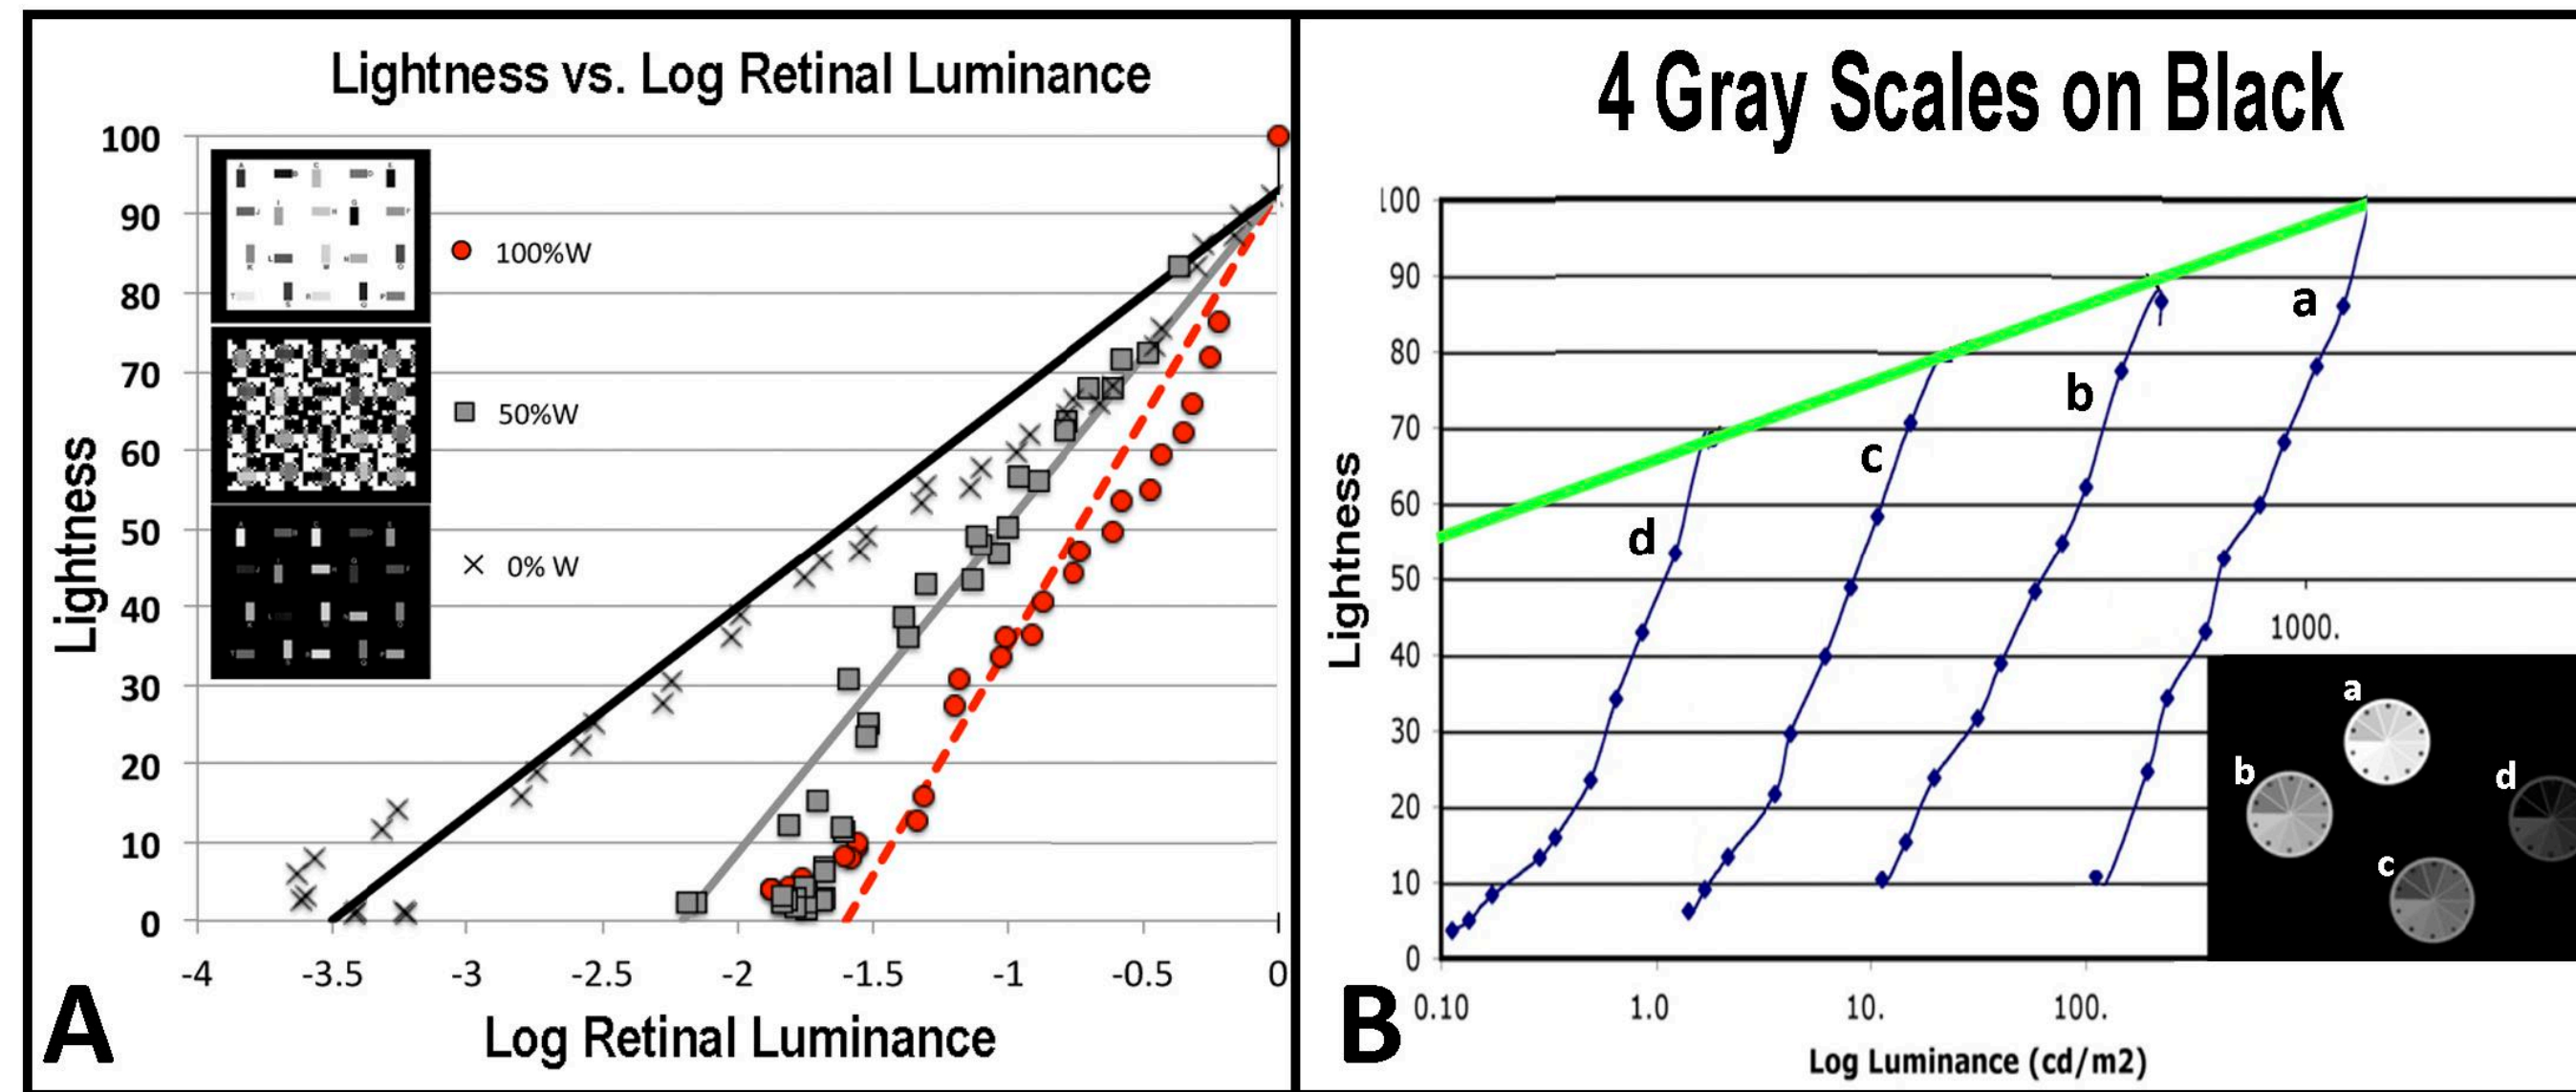 Lightness vs. Log Retinal Luminance
100
90
80
70
60
50
40
30
20
10
0
Lightness
100%W
50%W
0% W
-4
-3.5
-3
-2.5
-2
-1.5
-1
-0.5
0
Log Retinal Luminance
A
4 Gray Scales on Black
100
90
80
70
60
50
40
30
20
10
0
Lightness
a
b
c
d
1000.
a
b
d
c
0.10
1.0
10.
100.
Log Luminance (cd/m2)
B